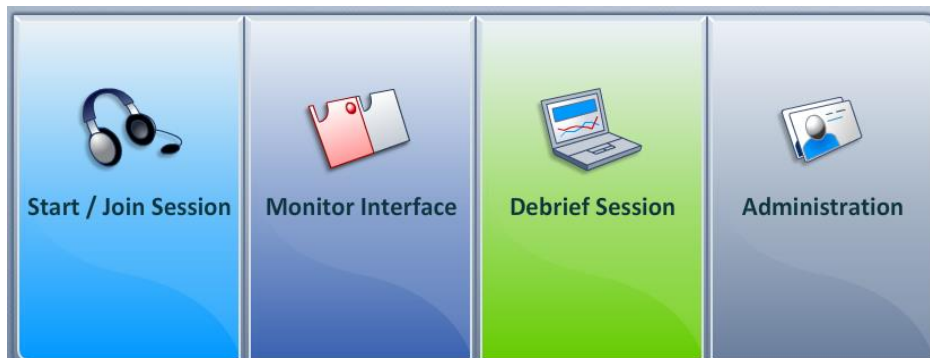 Start / Join Session
Monitor Interface
Debrief Session
Administration